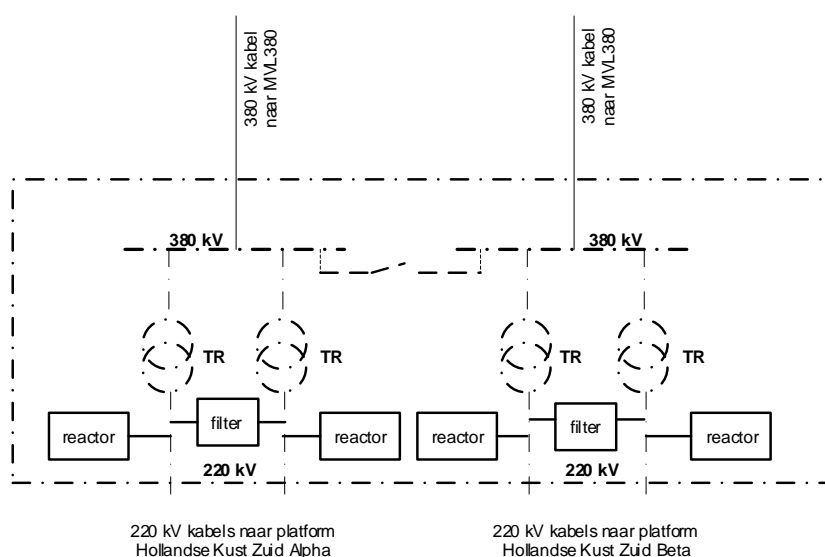 380 kV kabel
naar MVL380
380 kV kabel
naar MVL380
380 kV
380 kV
TR
TR
TR
TR
reactor
filter
reactor
reactor
filter
reactor
220 kV
220 kV
220 kV kabels naar platform
Hollandse Kust Zuid Alpha
220 kV kabels naar platform
Hollandse Kust Zuid Beta